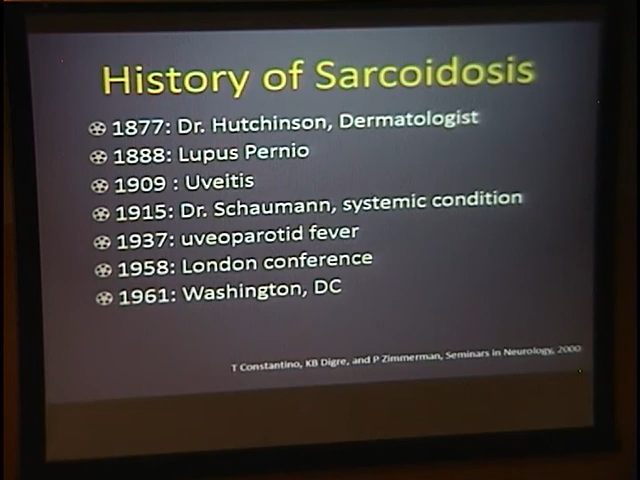 History of Sarcoidosis
1877: Dr. Hutchinson, Dermatologist
1888: Lupus Pernio
1909 : Uveitis
1915: Dr. Schaumann, systemic condition
1937: uveoparotid fever
1958: London conference
1961: Washington, DC
T Constantino, KB Digre, and P Zimmerman, Seminars in Neurology, 2000